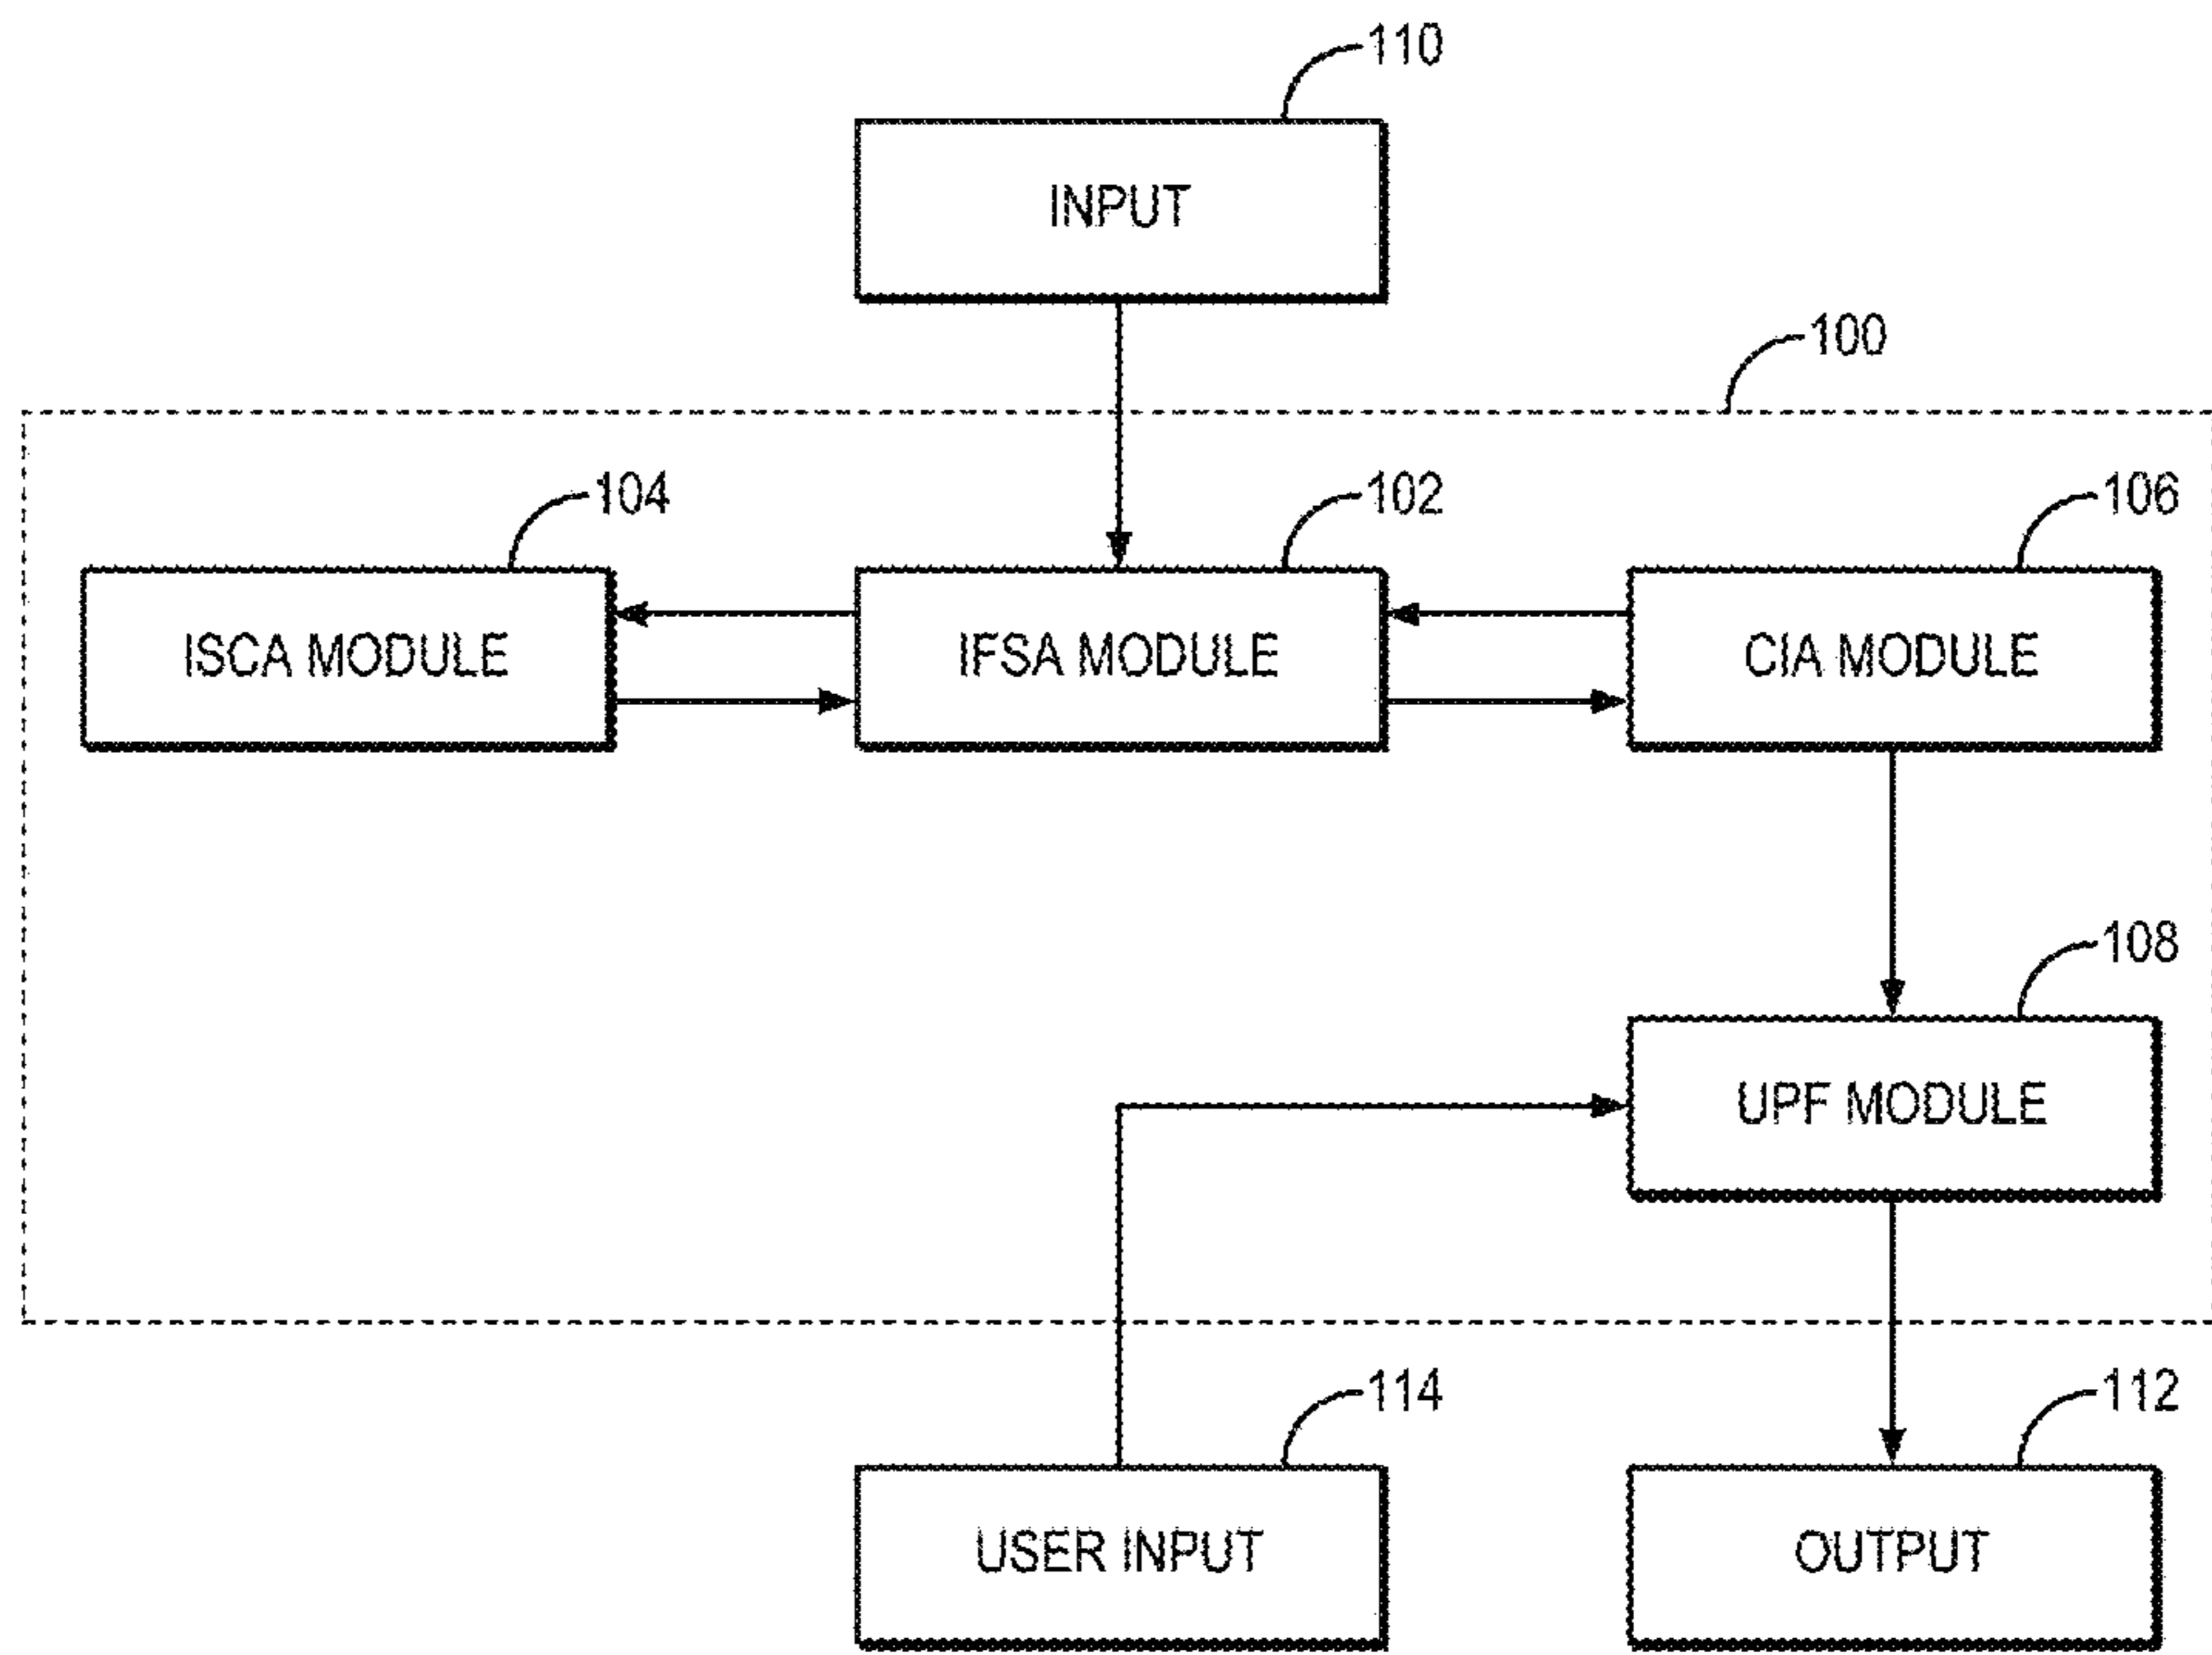 110
INPUT
100
104
102
106
ISCA MODULE
IFSA MODULE
CIA MODULE
108
UPF MODULE
114
112
USER INPUT
OUTPUT